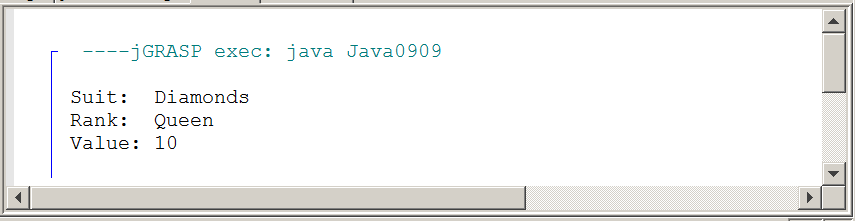 ----jGRASP exec: java Java0909
Suit:  Diamonds
Rank:  Queen
Value: 10